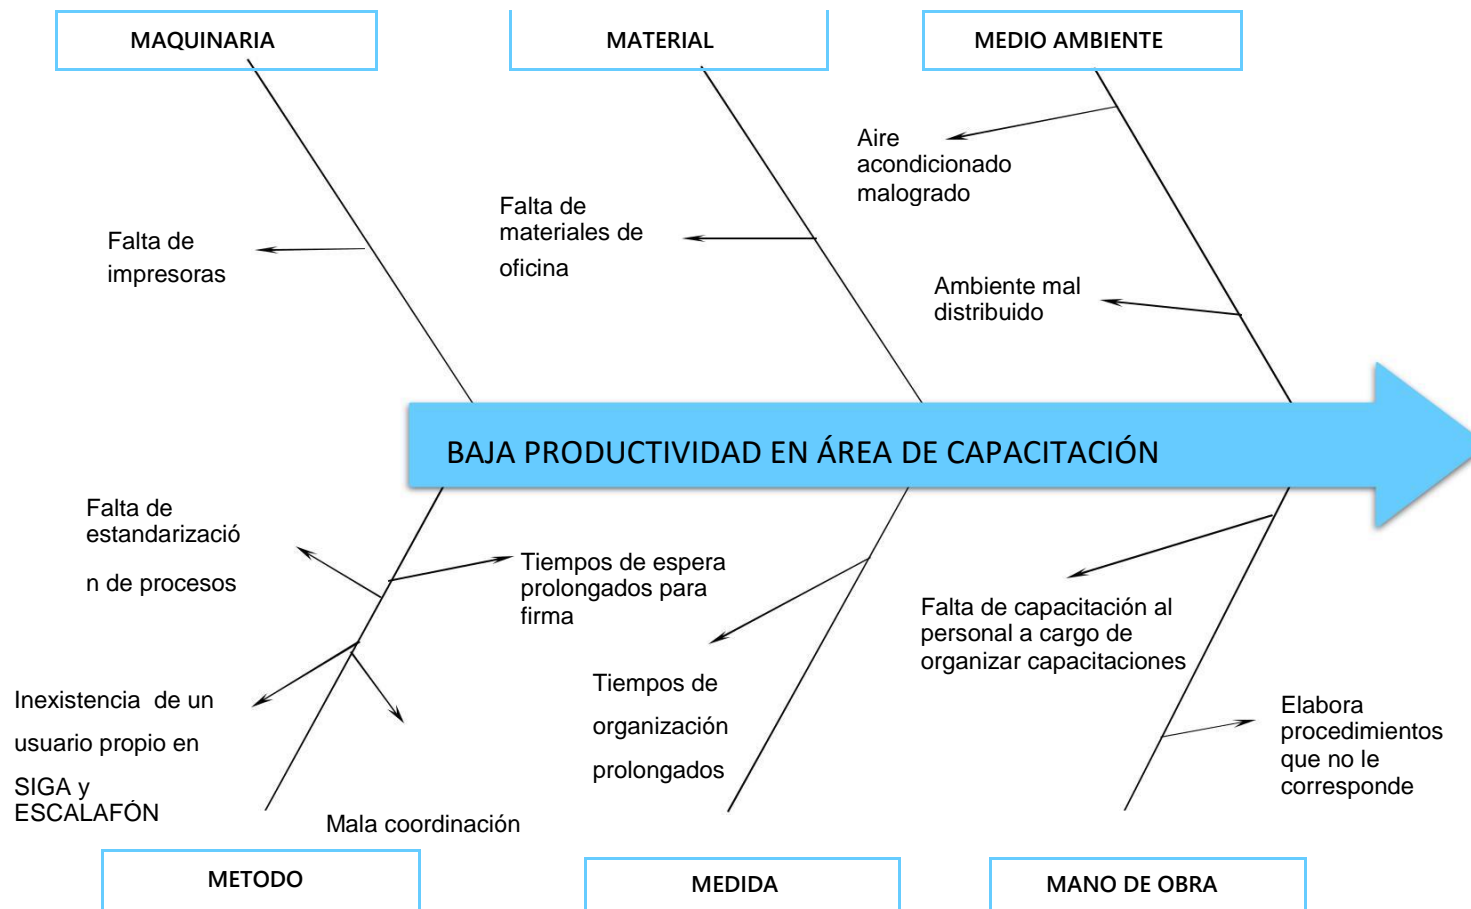 MAQUINARIA
MATERIAL
MEDIO AMBIENTE
Aire
acondicionado
malogrado
Falta de
materiales de
oficina
Falta de
impresoras
Ambiente mal
distribuido
BAJA PRODUCTIVIDAD EN ÁREA DE CAPACITACIÓN
Falta de
estandarizació
n de procesos
Tiempos de espera
prolongados para
firma
Falta de capacitación al
personal a cargo de
organizar capacitaciones
Inexistencia  de un
usuario propio en
SIGA y
ESCALAFÓN
Mala coordinación
Tiempos de
organización
prolongados
Elabora
procedimientos
que no le
corresponde
METODO
MEDIDA
MANO DE OBRA